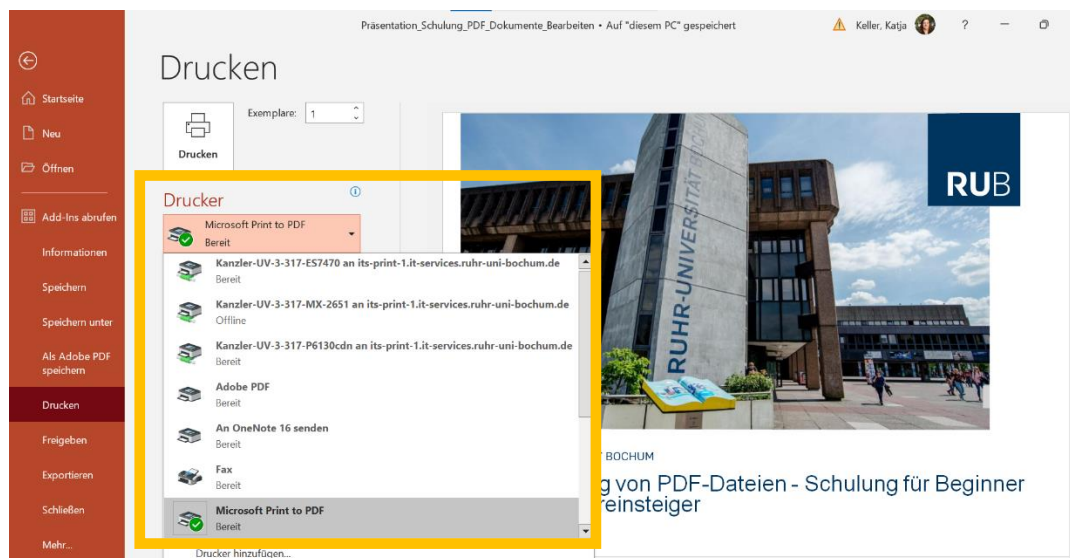 Präsentation_Schulung_PDF_Dokumente_Bearbeiten • Auf "diesem PC" gespeichert
Keller, Katja
?
Startseite
Neu
Öffnen
Add-Ins abrufen
Informationen
Speichern
Speichern unter
Als Adobe PDF
speichern
Drucken
Freigeben
Exportieren
Schließen
Mehr...
Drucken
Exemplare: 1
Drucken
Drucker
Microsoft Print to PDF
Bereit
Kanzler-UV-3-317-ES7470 an its-print-1.it-services.ruhr-uni-bochum.de
Bereit
Kanzler-UV-3-317-MX-2651 an its-print-1.it-services.ruhr-uni-bochum.de
Offline
Kanzler-UV-3-317-P6130cdn an its-print-1.it-services.ruhr-uni-bochum.de
Bereit
Adobe PDF
Bereit
An OneNote 16 senden
Bereit
Fax
Bereit
Microsoft Print to PDF
Bereit
Drucker hinzufügen...
RUHR-UNIVERSITÄT BOCHUM
RUB
BOCHUM
g von PDF-Dateien - Schulung für Beginner
reinsteiger